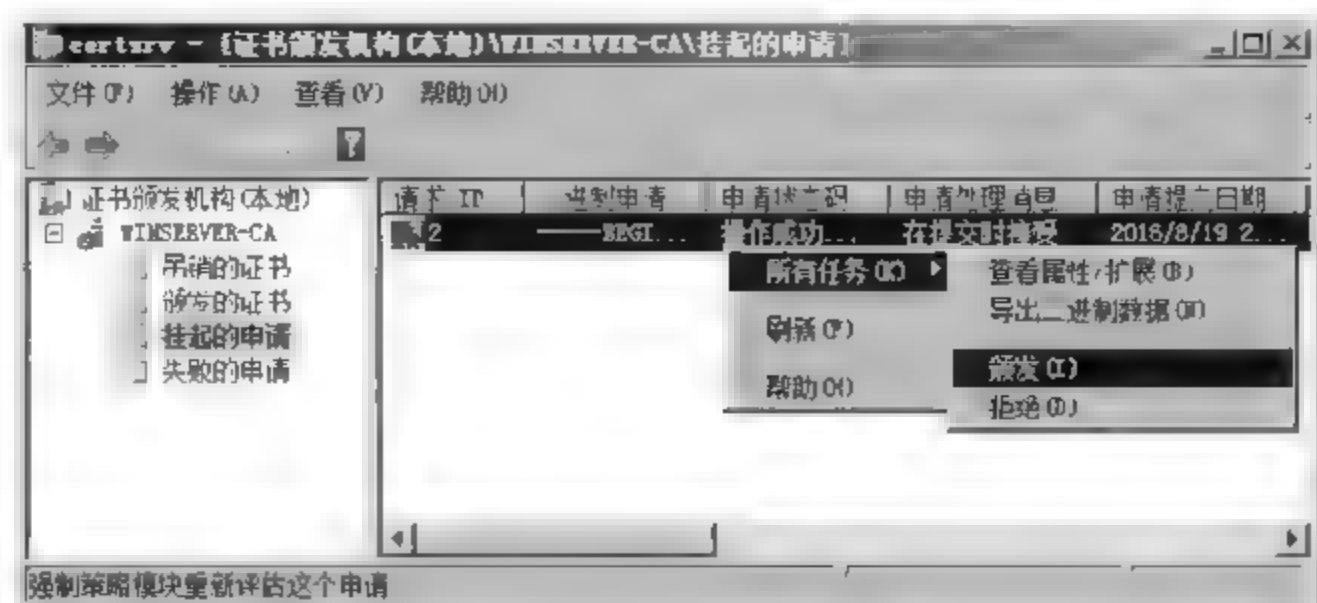 certsrv - [证书颁发机构(本地)\WINSERVER-CA\挂起的申请]
文件(F) 操作(A) 查看(V) 帮助(H)
证书颁发机构(本地)
WINSERVER-CA
吊销的证书
颁发的证书
挂起的申请
失败的申请
请求 ID 进制申请 申请状态码 申请处理消息 申请提交日期
2 -----BEGI... 操作成功... 在提交时接受 2016/8/19 2...
所有任务(K)
刷新(F)
帮助(H)
查看属性/扩展(B)
导出二进制数据(N)
颁发(I)
拒绝(D)
强制策略模块重新评估这个申请